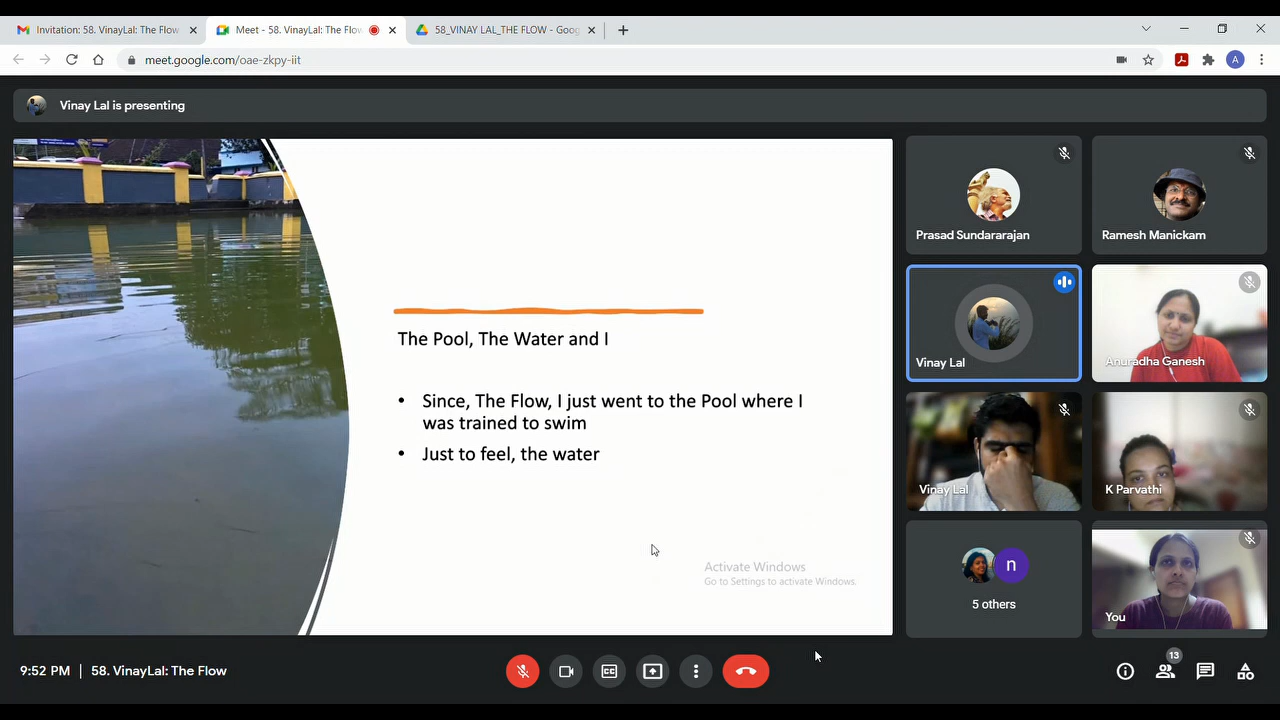 Invitation: 58. VinayLal: The Flow
Meet - 58. VinayLal: The Flow
58_VINAY LAL_THE FLOW - Goog
meet.google.com/oae-zkpy-iit
A
Vinay Lal is presenting
The Pool, The Water and I
• Since, The Flow, I just went to the Pool where I
was trained to swim
• Just to feel, the water
Activate Windows
Go to Settings to activate Windows.
Prasad Sundararajan
Ramesh Manickam
Vinay Lal
Anuradha Ganesh
Vinay Lal
K Parvathi
n
5 others
You
9:52 PM | 58. VinayLal: The Flow
CC
13